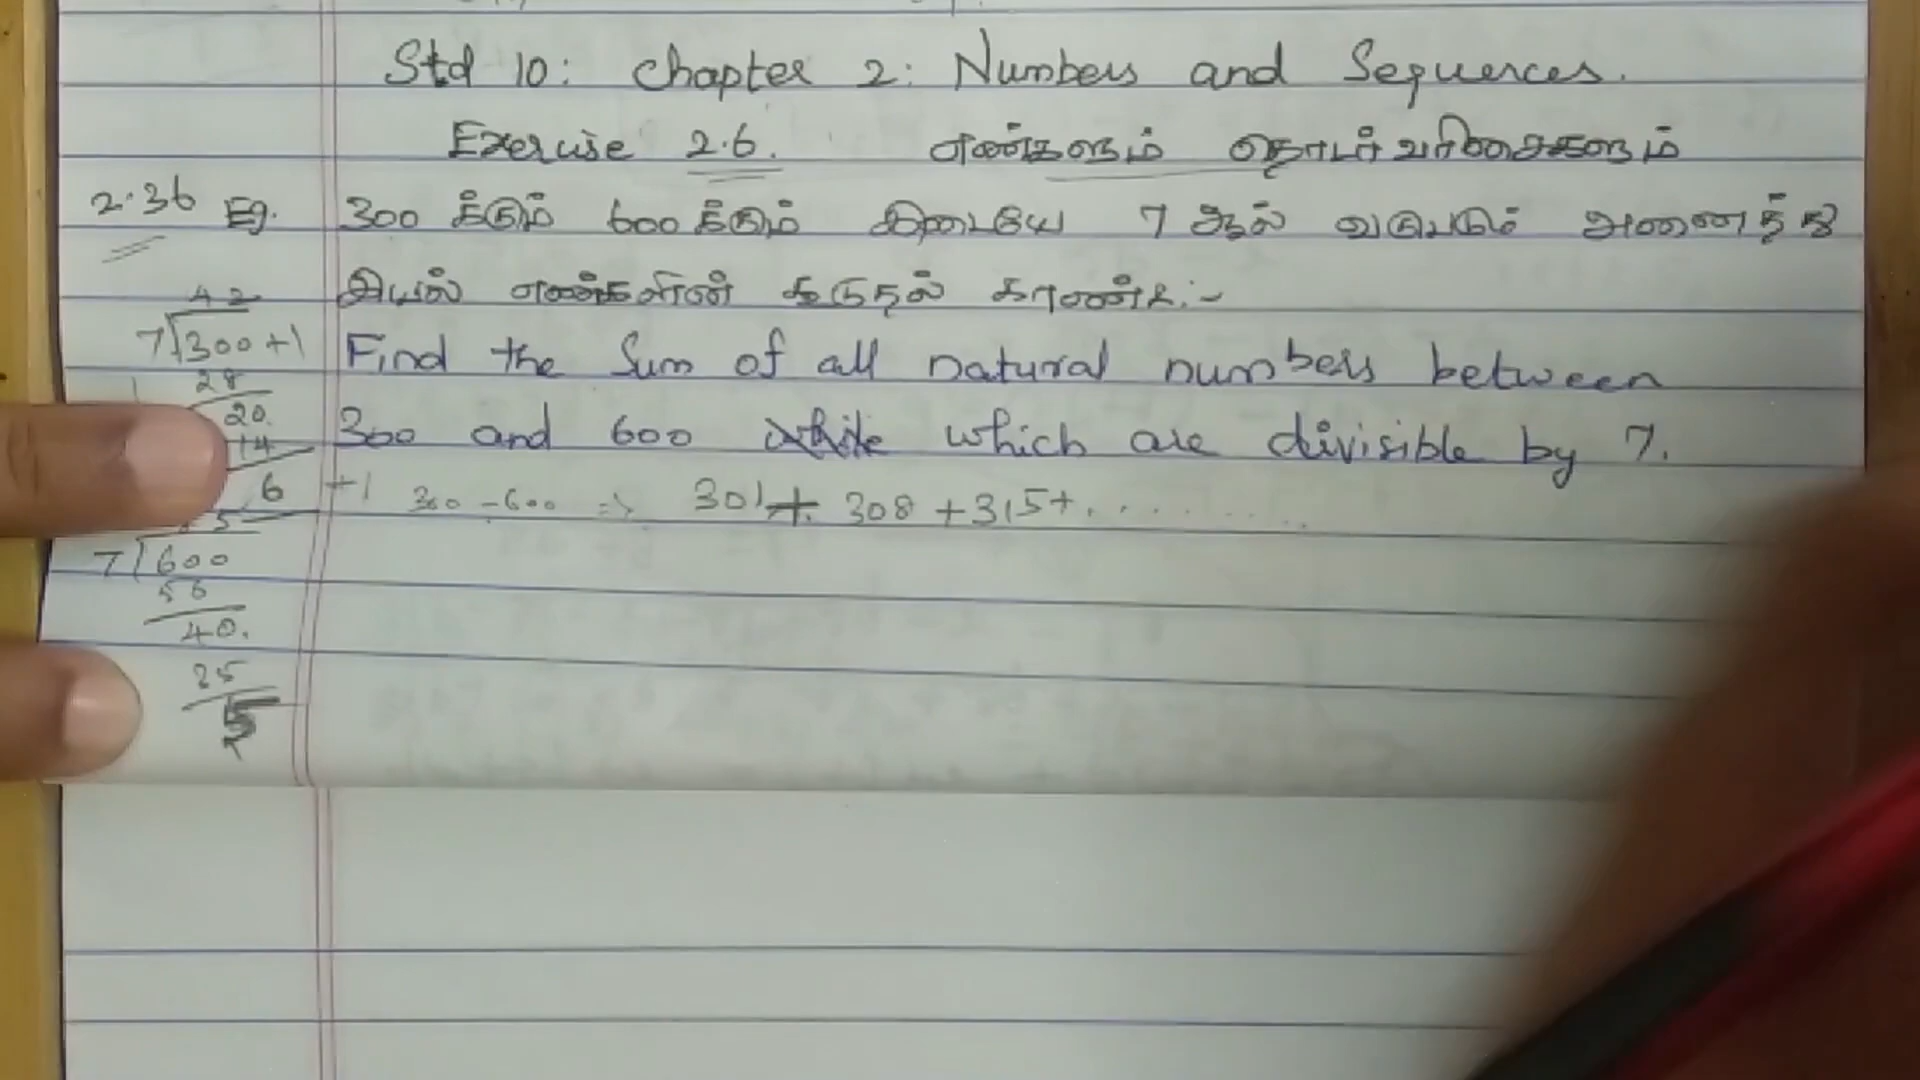 Std 10: Chapter 2: Numbers and Sequences.
Exercise 2.6. எண்களும் தொடர்வரிசைகளும்
2.36 Eg. 300 க்கும் 600க்கும் இடையே 7 ஆல் வகுபடும் அனைத்து
இயல் எண்களின் கூடுதல் காண்க:-
42
7 300 +1 Find the Sum of all natural numbers between
28
20. 300 and 600 which are divisible by 7.
14
6 +1 300 - 600 => 301 + 308 + 315+.........
5
7 600
56
40.
35
5